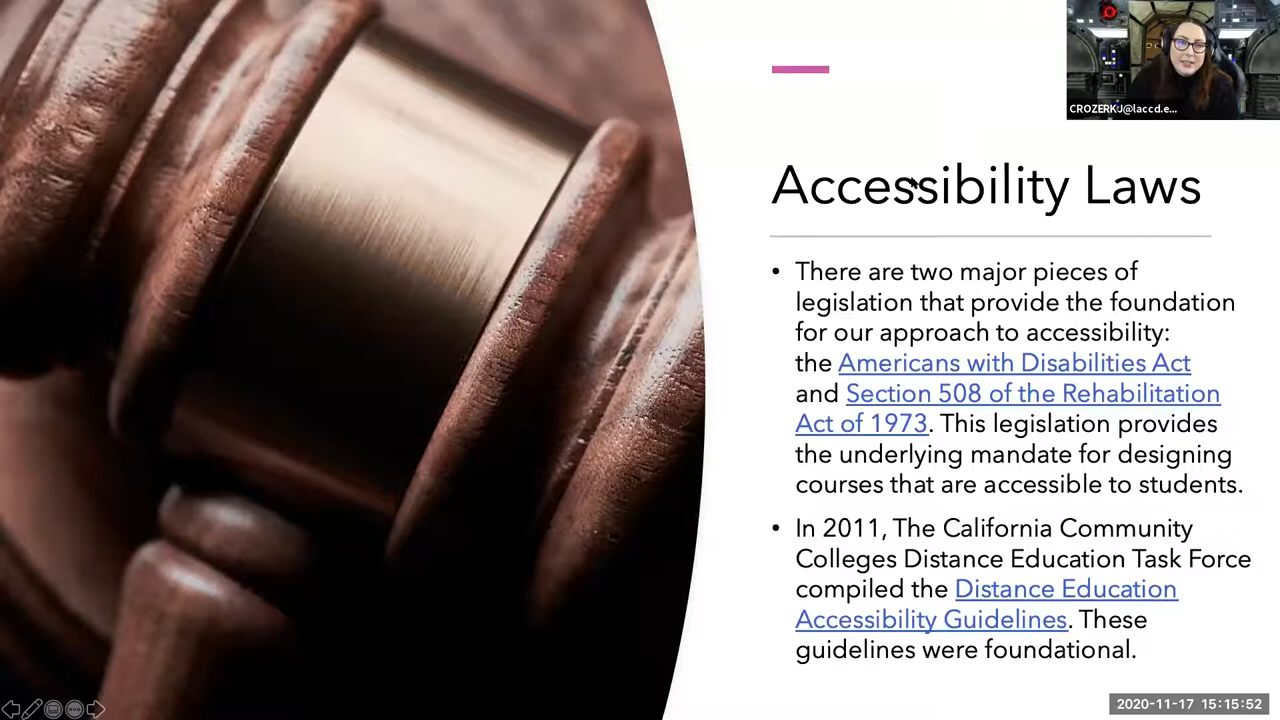 CROZERKJ@laccd.e...
Accessibility Laws
• There are two major pieces of
legislation that provide the foundation
for our approach to accessibility:
the Americans with Disabilities Act
and Section 508 of the Rehabilitation
Act of 1973. This legislation provides
the underlying mandate for designing
courses that are accessible to students.
• In 2011, The California Community
Colleges Distance Education Task Force
compiled the Distance Education
Accessibility Guidelines. These
guidelines were foundational.
2020-11-17 15:15:52